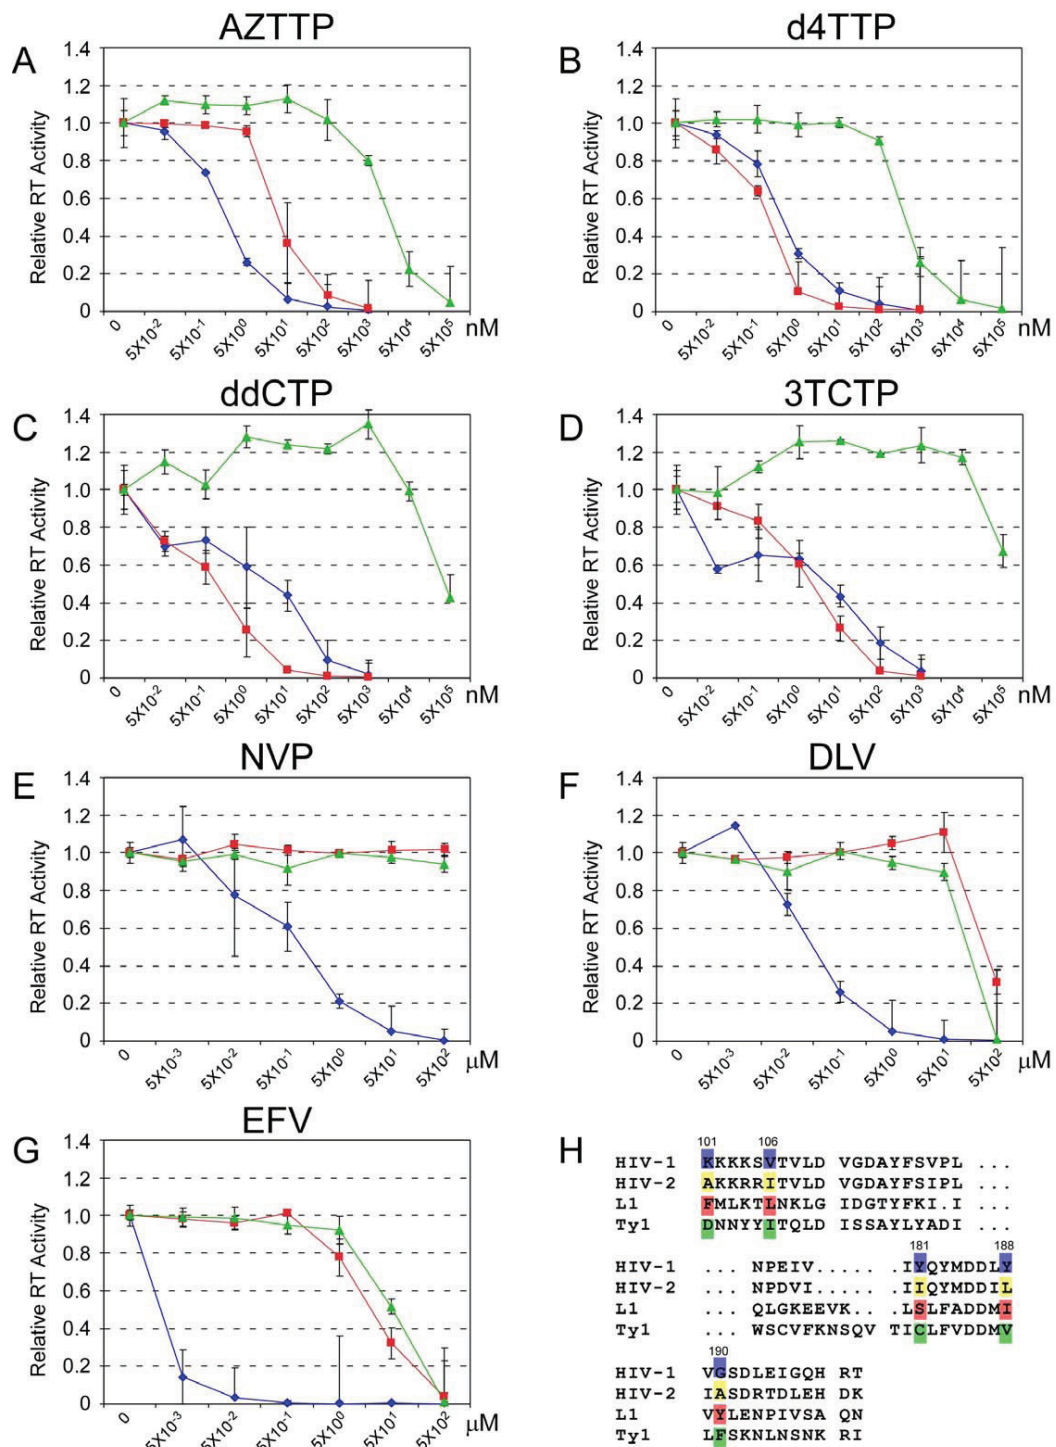 A
AZTTP
Relative RT Activity
1.4
1.2
1.0
0.8
0.6
0.4
0.2
0
0 5X10-2 5X10-1 5X100 5X101 5X102 5X103 5X104 5X105 nM
B
d4TTP
Relative RT Activity
1.4
1.2
1.0
0.8
0.6
0.4
0.2
0
0 5X10-2 5X10-1 5X100 5X101 5X102 5X103 5X104 5X105 nM
C
ddCTP
Relative RT Activity
1.4
1.2
1.0
0.8
0.6
0.4
0.2
0
0 5X10-2 5X10-1 5X100 5X101 5X102 5X103 5X104 5X105 nM
D
3TCTP
Relative RT Activity
1.4
1.2
1.0
0.8
0.6
0.4
0.2
0
0 5X10-2 5X10-1 5X100 5X101 5X102 5X103 5X104 5X105 nM
E
NVP
Relative RT Activity
1.4
1.2
1.0
0.8
0.6
0.4
0.2
0
0 5X10-3 5X10-2 5X10-1 5X100 5X101 5X102 μM
F
DLV
Relative RT Activity
1.4
1.2
1.0
0.8
0.6
0.4
0.2
0
0 5X10-3 5X10-2 5X10-1 5X100 5X101 5X102 μM
G
EFV
Relative RT Activity
1.4
1.2
1.0
0.8
0.6
0.4
0.2
0
0 5X10-3 5X10-2 5X10-1 5X100 5X101 5X102 μM
H
101 106
HIV-1 KKKKSVTVLD VGDAYFSVPL ...
HIV-2 AKKRRITVLD VGDAYFSIPL ...
L1 FMLKTLNKLG IDGTYFKI.I ...
Ty1 DNNYYITQLD ISSAYLYADI ...
181 188
HIV-1 ... NPEIV..... .IYQYMDDLY
HIV-2 ... NPDVI..... .IIQYMDDIL
L1 ... QLGKEEVK.. .LSLFADDMI
Ty1 ... WSCVFKNSQV TICLFVDDMV
190
HIV-1 VGSDLEIGQH RT
HIV-2 IASDRTDLEH DK
L1 VYLENPIVSA QN
Ty1 LFSKNLNSNK RI